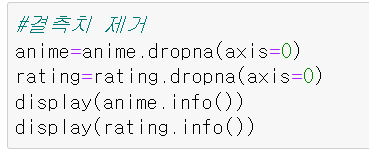 #결측치 제거
anime=anime.dropna(axis=0)
rating=rating.dropna(axis=0)
display(anime.info())
display(rating.info())